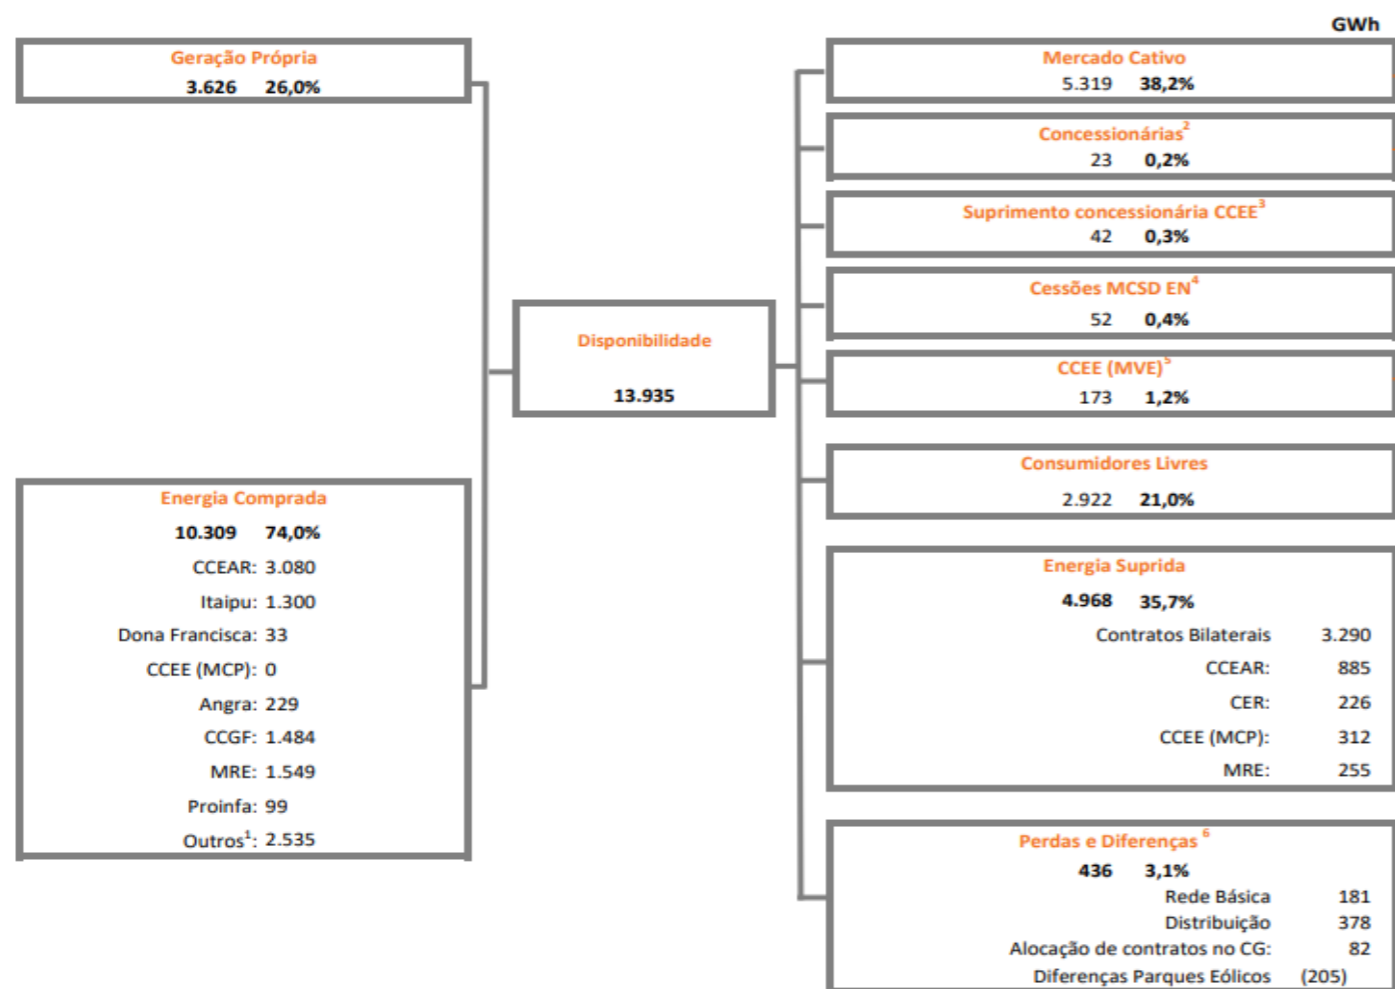 GWh
Geração Própria
3.626 26,0%
Energia Comprada
10.309 74,0%
CCEAR: 3.080
Itaipu: 1.300
Dona Francisca: 33
CCEE (MCP): 0
Angra: 229
CCGF: 1.484
MRE: 1.549
Proinfa: 99
Outros¹: 2.535
Disponibilidade
13.935
Mercado Cativo
5.319 38,2%
Concessionárias²
23 0,2%
Suprimento concessionária CCEE³
42 0,3%
Cessões MCSD EN⁴
52 0,4%
CCEE (MVE)⁵
173 1,2%
Consumidores Livres
2.922 21,0%
Energia Suprida
4.968 35,7%
Contratos Bilaterais 3.290
CCEAR: 885
CER: 226
CCEE (MCP): 312
MRE: 255
Perdas e Diferenças ⁶
436 3,1%
Rede Básica 181
Distribuição 378
Alocação de contratos no CG: 82
Diferenças Parques Eólicos (205)